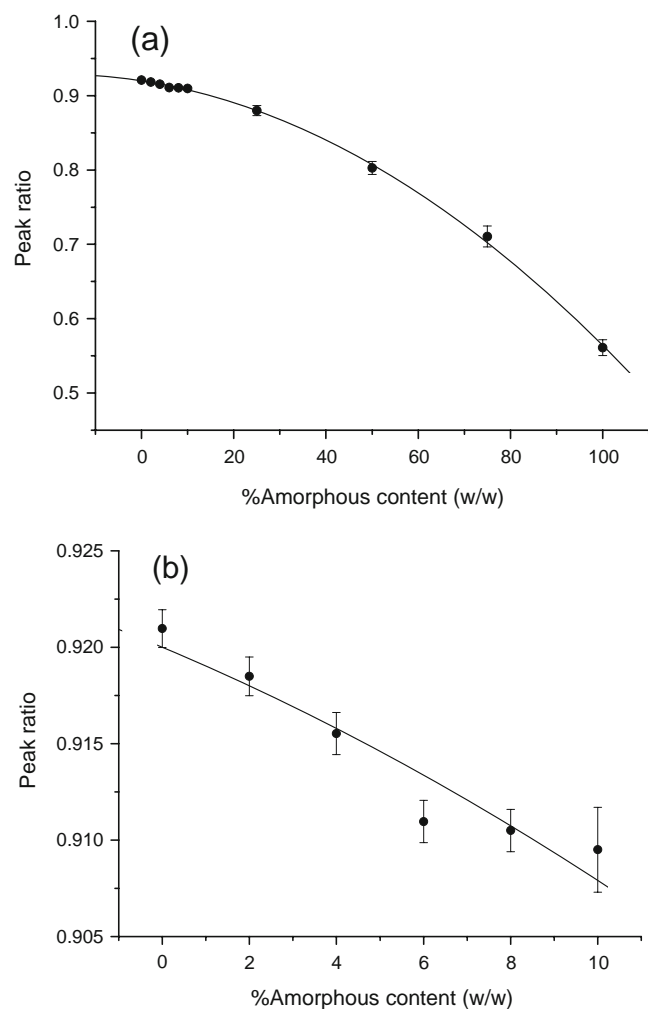 (a)
1.0
0.9
0.8
0.7
0.6
0.5
Peak ratio
0 20 40 60 80 100
%Amorphous content (w/w)
(b)
0.925
0.920
0.915
0.910
0.905
Peak ratio
0 2 4 6 8 10
%Amorphous content (w/w)